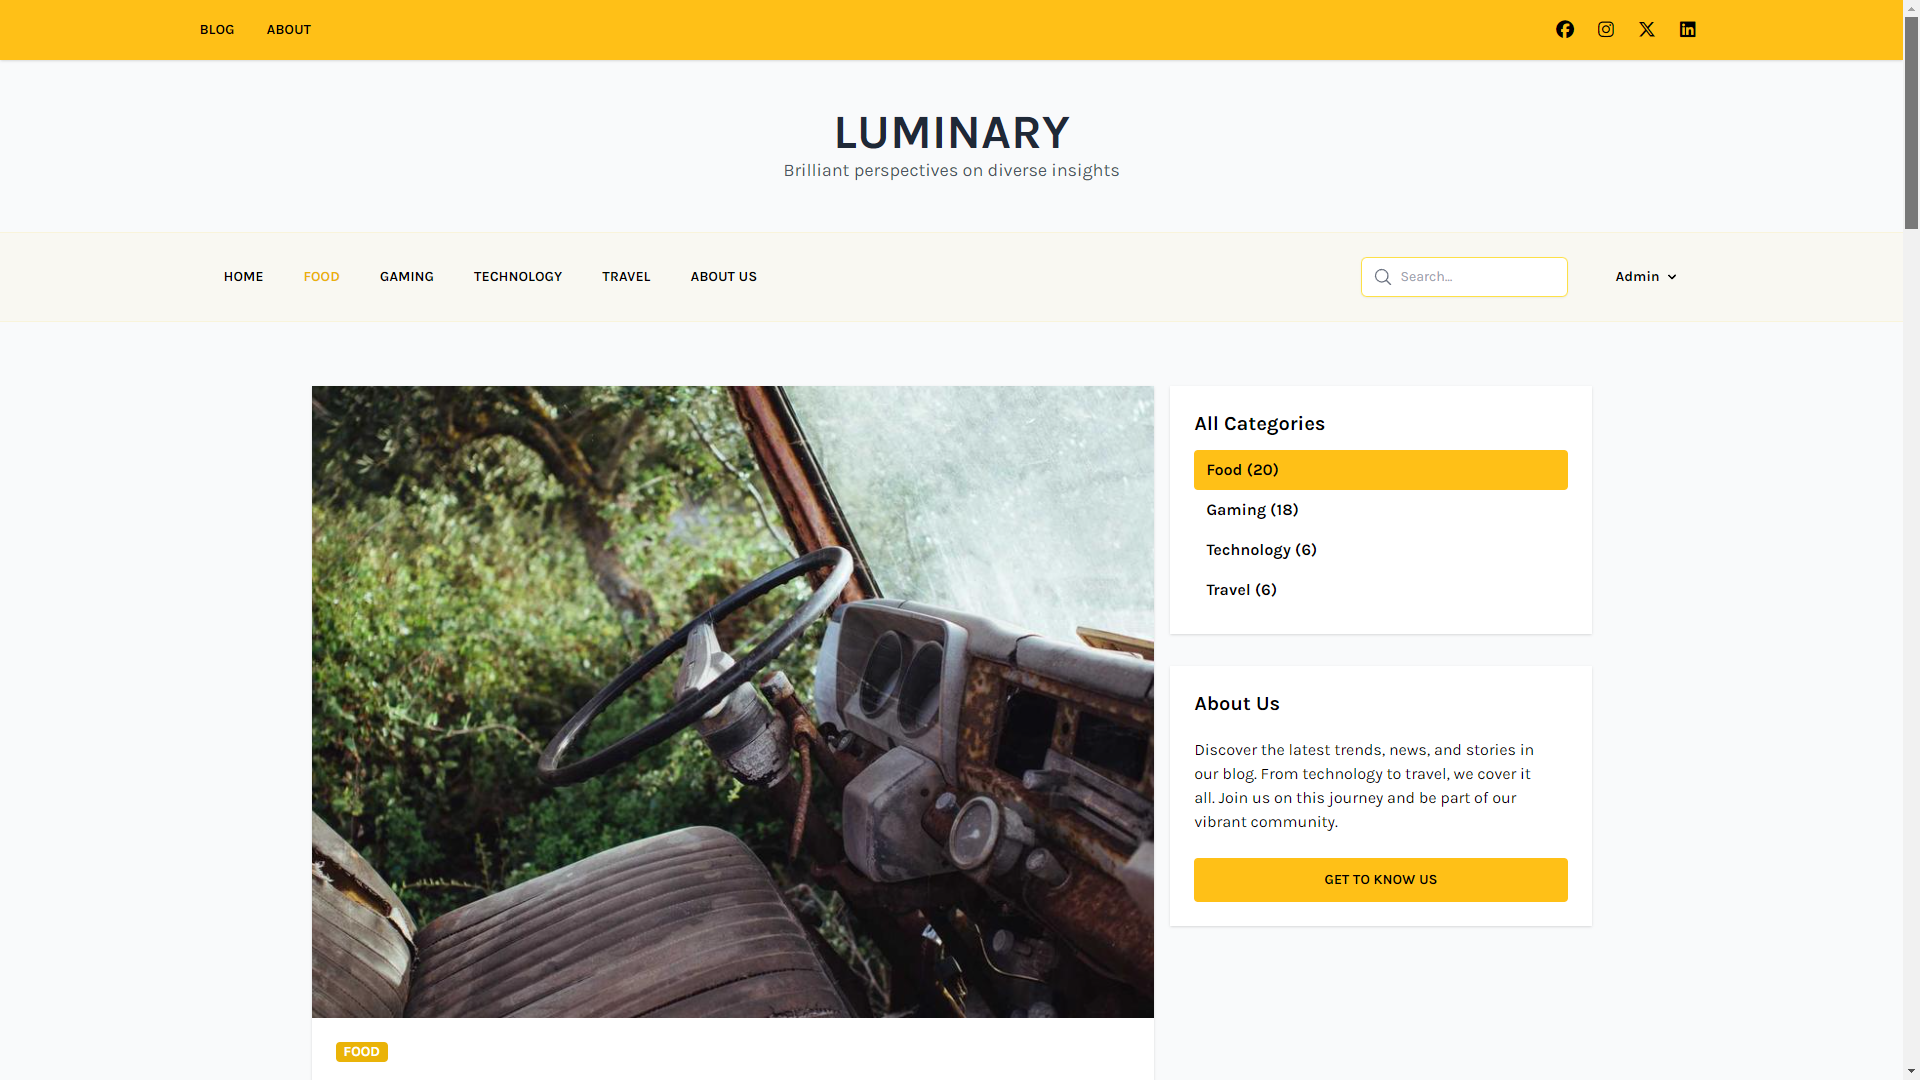 BLOG ABOUT
LUMINARY
Brilliant perspectives on diverse insights
HOME FOOD GAMING TECHNOLOGY TRAVEL ABOUT US Search... Admin
All Categories
Food (20)
Gaming (18)
Technology (6)
Travel (6)
About Us
Discover the latest trends, news, and stories in
our blog. From technology to travel, we cover it
all. Join us on this journey and be part of our
vibrant community.
GET TO KNOW US
FOOD